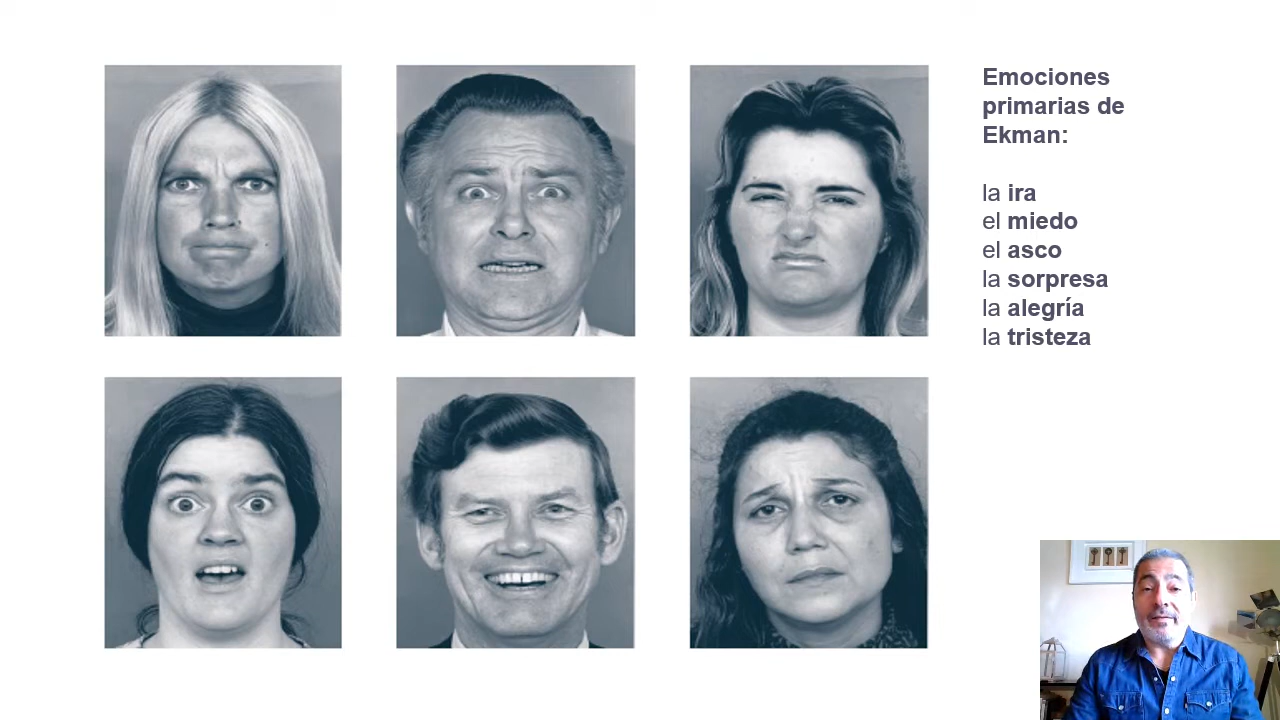 Emociones
primarias de
Ekman:
la ira
el miedo
el asco
la sorpresa
la alegría
la tristeza